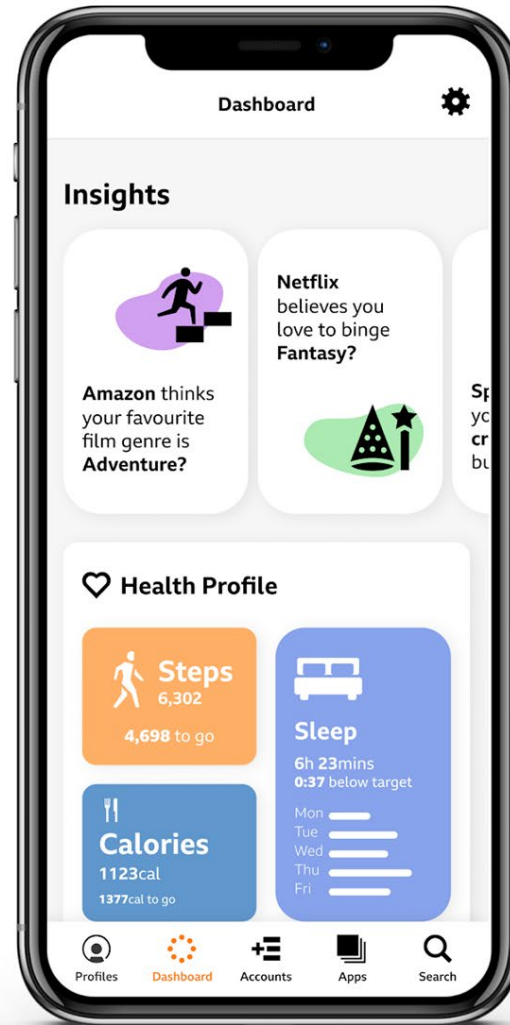 Dashboard
Insights
Amazon thinks
your favourite
film genre is
Adventure?
Netflix
believes you
love to binge
Fantasy?
Health Profile
Steps
6,302
4,698 to go
Calories
1123cal
1377cal to go
Sleep
6h 23mins
0:37 below target
Mon
Tue
Wed
Thu
Fri
Profiles
Dashboard
Accounts
Apps
Search